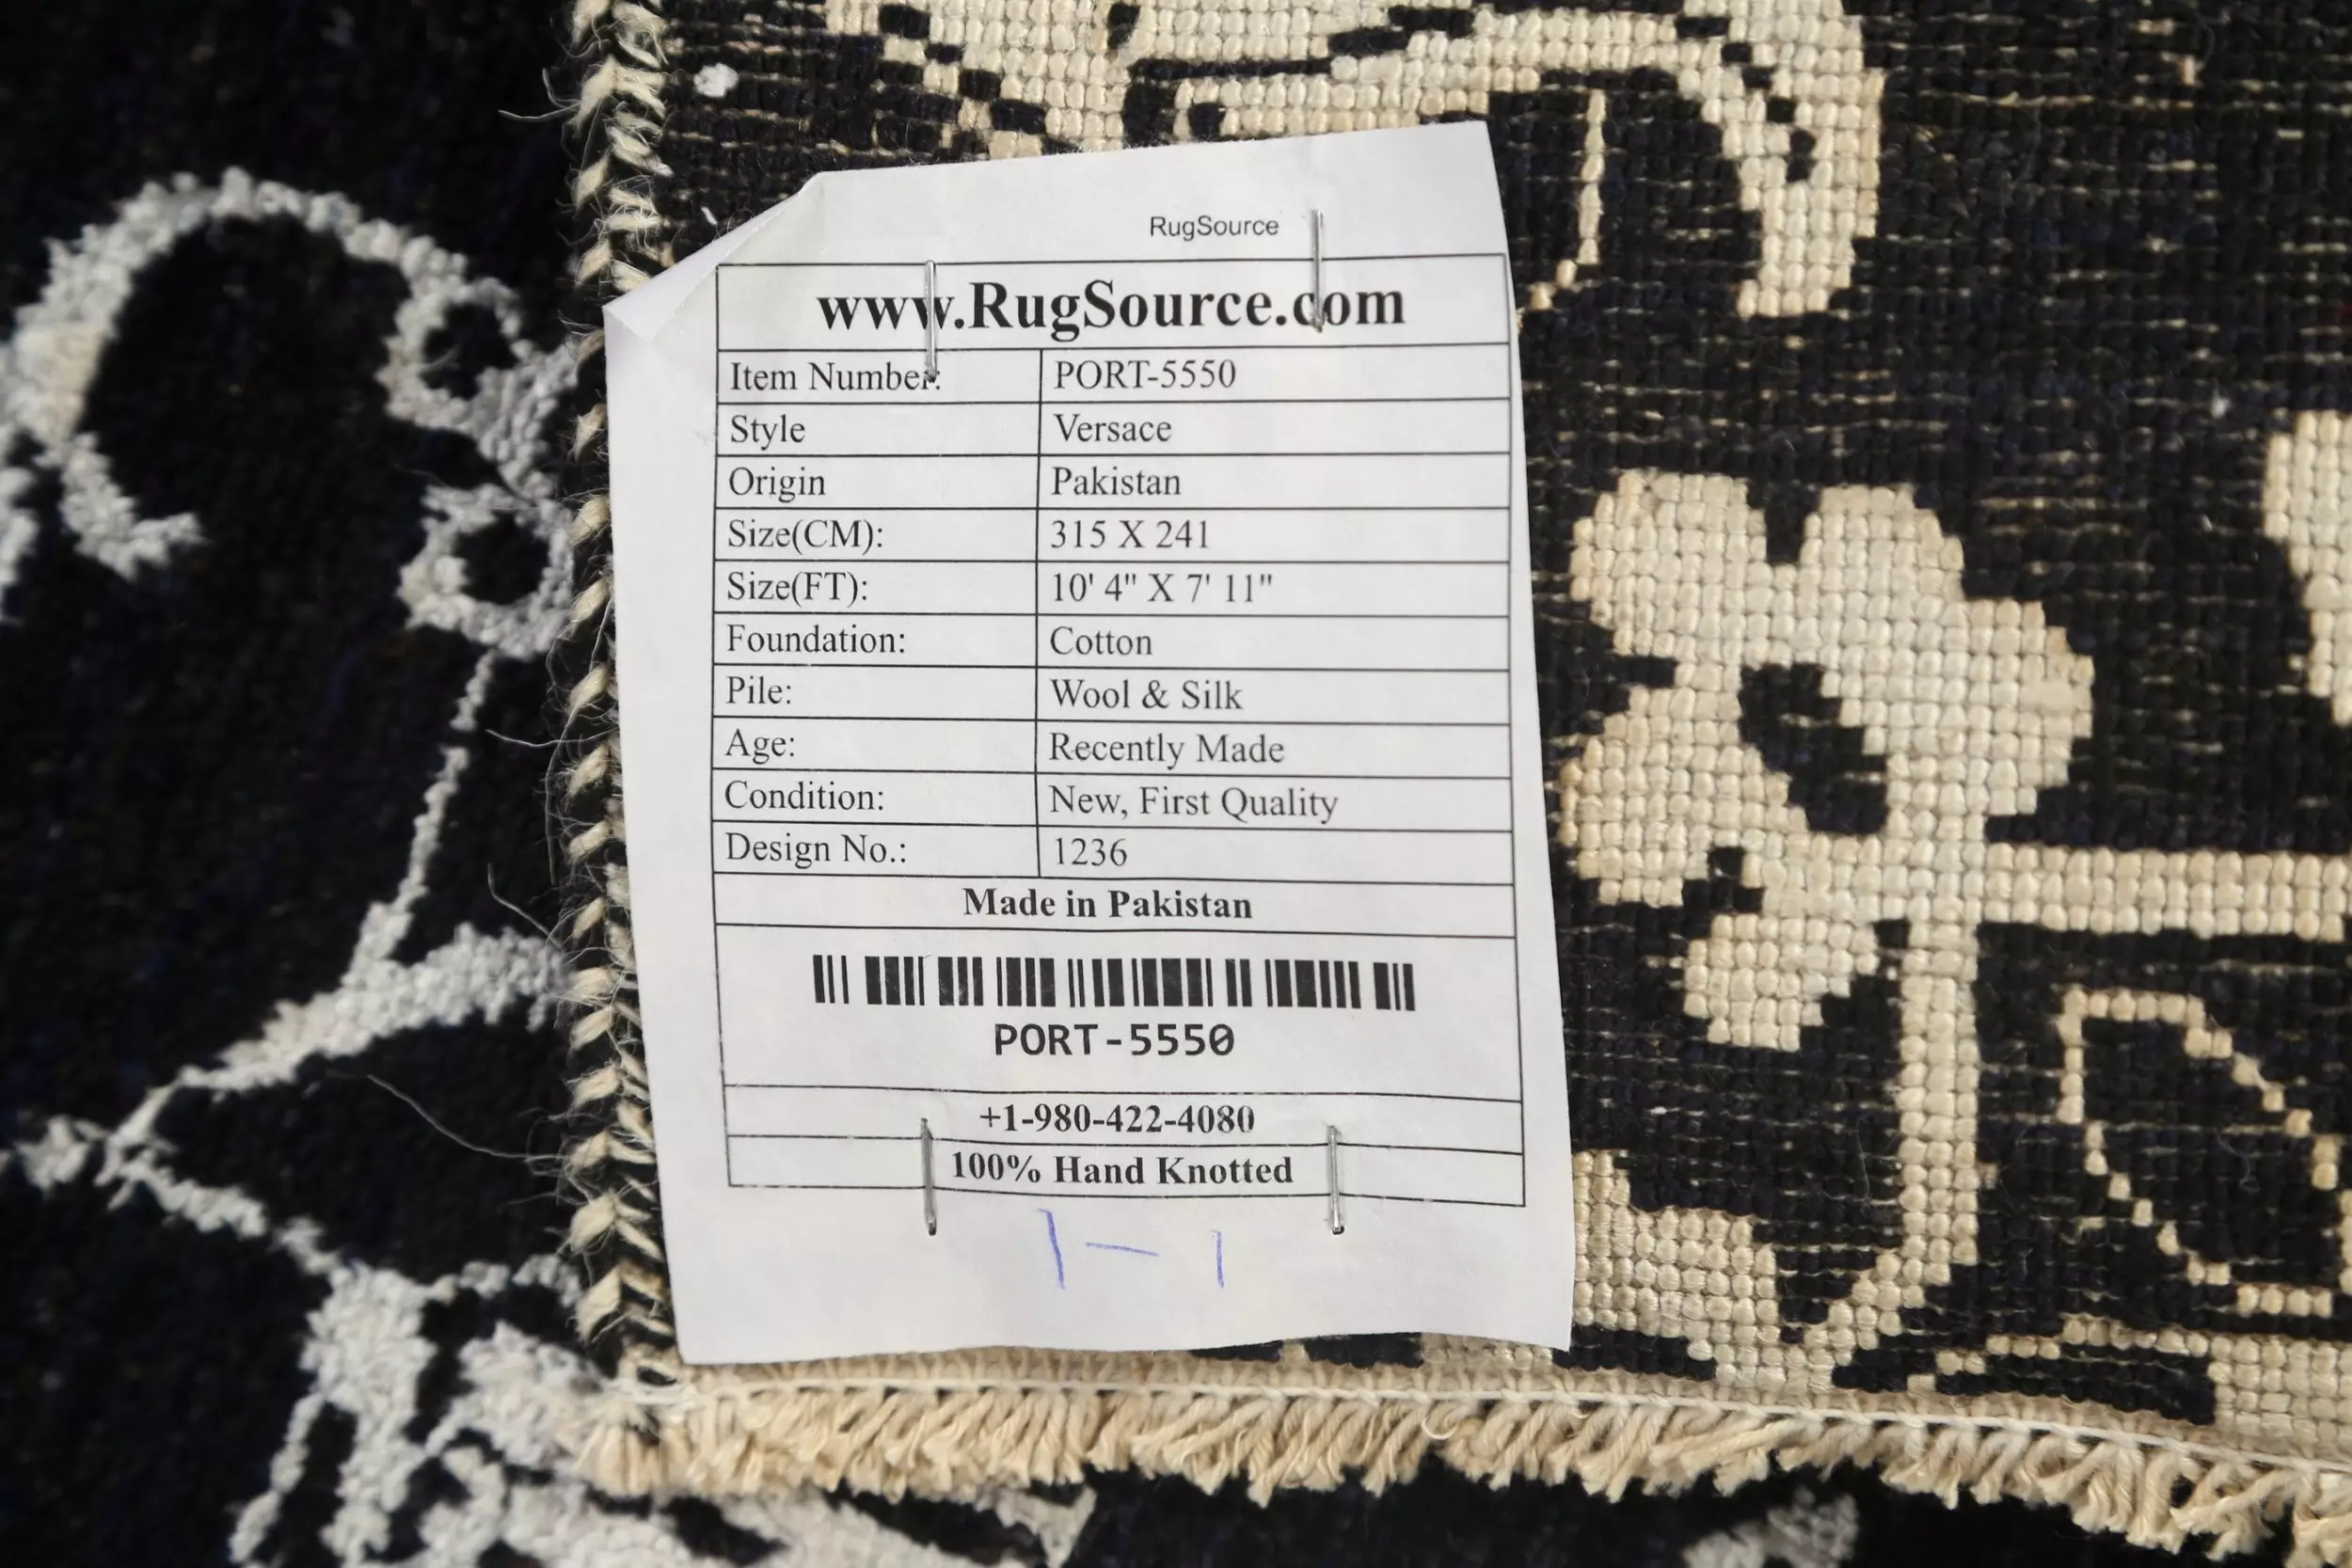 RugSource
www.RugSource.com
Item Number: PORT-5550
Style Versace
Origin Pakistan
Size(CM): 315 X 241
Size(FT): 10' 4" X 7' 11"
Foundation: Cotton
Pile: Wool & Silk
Age: Recently Made
Condition: New, First Quality
Design No.: 1236
Made in Pakistan
PORT-5550
+1-980-422-4080
100% Hand Knotted
1-1